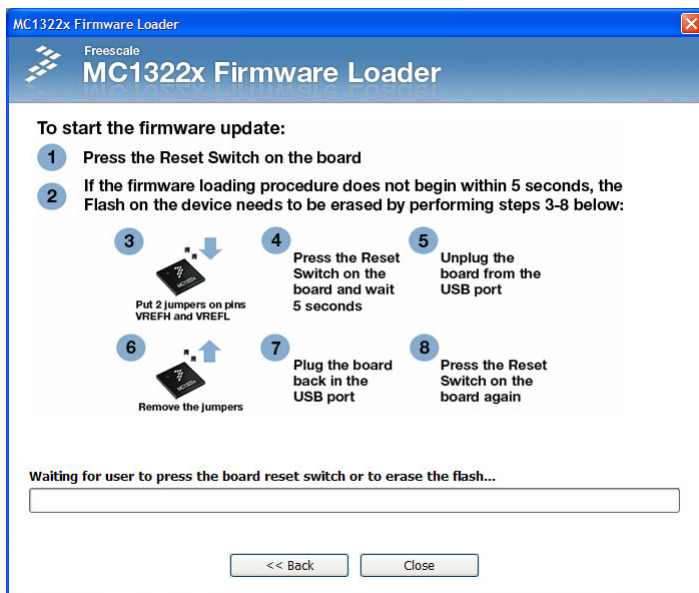 MC1322x Firmware Loader
Freescale
MC1322x Firmware Loader
To start the firmware update:
1 Press the Reset Switch on the board
2 If the firmware loading procedure does not begin within 5 seconds, the
Flash on the device needs to be erased by performing steps 3-8 below:
3
MC1322x
Put 2 jumpers on pins
VREFH and VREFL
4
Press the Reset
Switch on the
board and wait
5 seconds
5
Unplug the
board from the
USB port
6
MC1322x
Remove the jumpers
7
Plug the board
back in the
USB port
8
Press the Reset
Switch on the
board again
Waiting for user to press the board reset switch or to erase the flash...
<< Back
Close